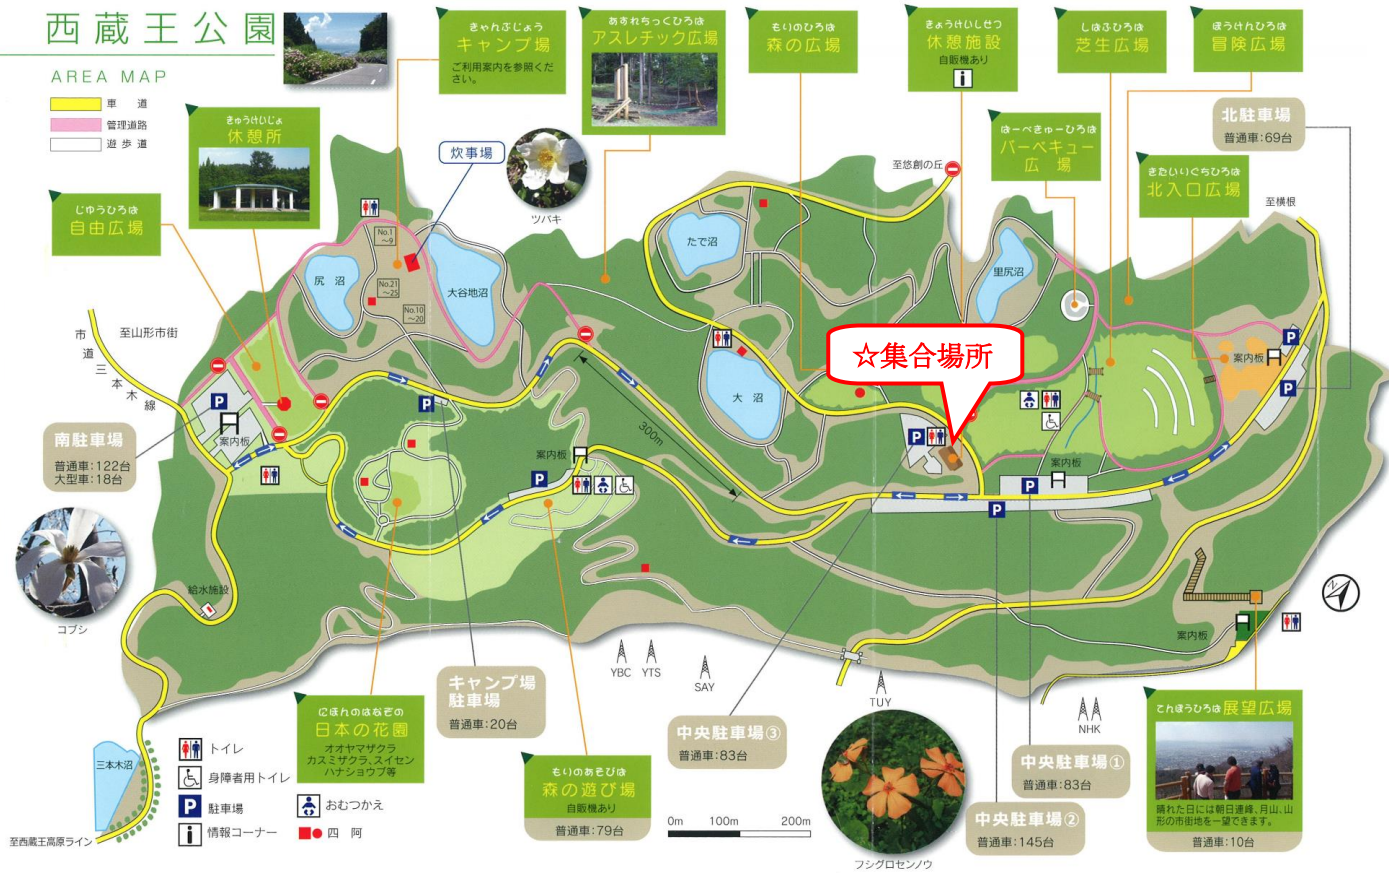 西蔵王公園
AREA MAP
車道
管理道路
遊歩道
きゃんぷじょう
キャンプ場
ご利用案内を参照くだ
さい。
あすれちっくひろば
アスレチック広場
もりのひろば
森の広場
きゅうけいしせつ
休憩施設
自販機あり
しばふひろば
芝生広場
ぼうけんひろば
冒険広場
きゅうけいじょ
休憩所
炊事場
ツバキ
至悠創の丘
ばーべきゅーひろば
バーベキュー
広場
北駐車場
普通車:69台
きたいりぐちひろば
北入口広場
至横根
じゆうひろば
自由広場
No.1
~9
No.21
~25
No.10
~20
尻沼
大谷地沼
たで沼
里尻沼
大沼
市道三本木線
至山形市街
☆集合場所
案内板
案内板
案内板
案内板
300m
南駐車場
普通車:122台
大型車:18台
コブシ
給水施設
案内板
YBC
YTS
SAY
TUY
NHK
キャンプ場
駐車場
普通車:20台
にほんのはなぞの
日本の花園
オオヤマザクラ
カスミザクラ、スイセン
ハナショウブ等
もりのあそびば
森の遊び場
自販機あり
普通車:79台
中央駐車場③
普通車:83台
中央駐車場①
普通車:83台
中央駐車場②
普通車:145台
てんぼうひろば
展望広場
晴れた日には朝日連峰、月山、山
形の市街地を一望できます。
普通車:10台
三本木沼
至西蔵王高原ライン
トイレ
身障者用トイレ
P 駐車場
情報コーナー
おむつかえ
四阿
0m 100m 200m
フシグロセンノウ